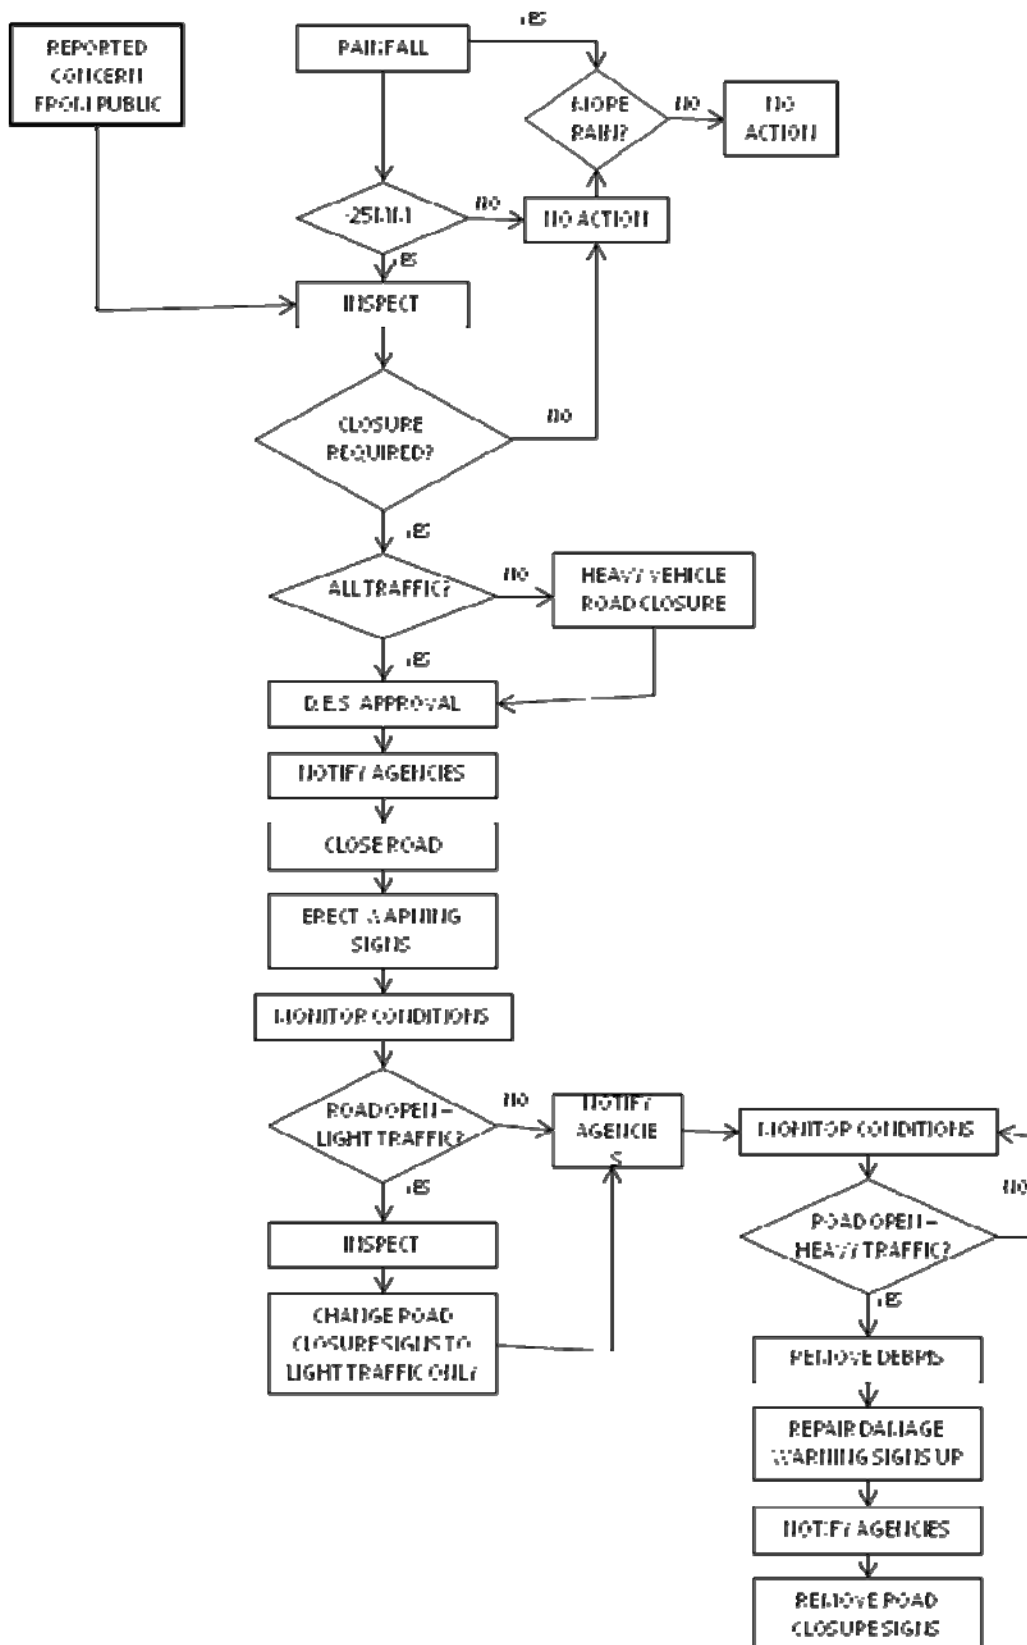 YES
REPORTED
CONCERN
FROM PUBLIC
RAINFALL
MORE
RAIN?
NO
NO
ACTION
25MM
NO
NO ACTION
YES
INSPECT
CLOSURE
REQUIRED?
NO
YES
ALL TRAFFIC?
NO
HEAVY VEHICLE
ROAD CLOSURE
YES
D.E.S. APPROVAL
NOTIFY AGENCIES
CLOSE ROAD
ERECT WARNING
SIGNS
MONITOR CONDITIONS
ROAD OPEN –
LIGHT TRAFFIC?
NO
NOTIFY
AGENCIE
S
MONITOR CONDITIONS
YES
NO
INSPECT
ROAD OPEN –
HEAVY TRAFFIC?
YES
CHANGE ROAD
CLOSURE SIGNS TO
LIGHT TRAFFIC ONLY
REMOVE DEBRIS
REPAIR DAMAGE
WARNING SIGNS UP
NOTIFY AGENCIES
REMOVE ROAD
CLOSURE SIGNS